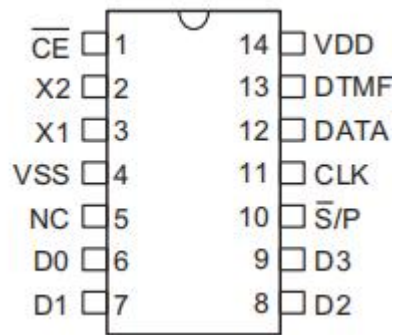 C̅E̅ 1 14 VDD
X2 2 13 DTMF
X1 3 12 DATA
VSS 4 11 CLK
NC 5 10 S̅/P
D0 6 9 D3
D1 7 8 D2